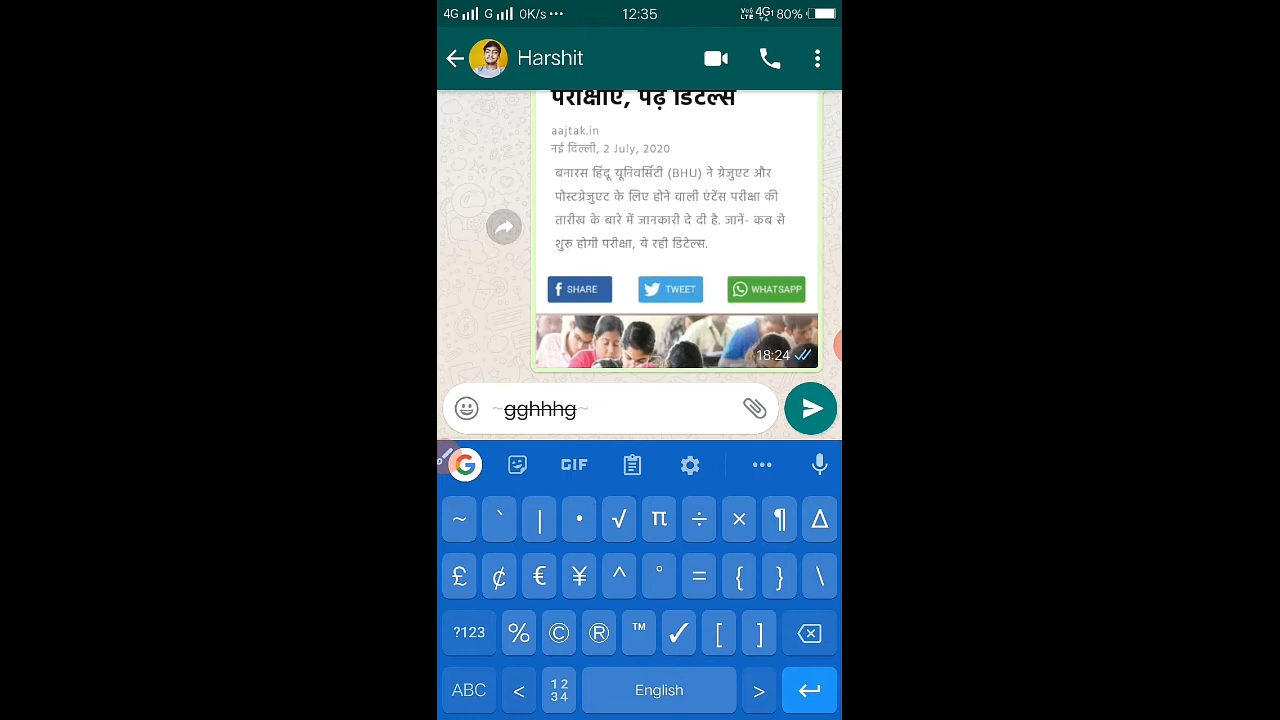 4G G 0K/s ••• 12:35 VoLTE 4G1 80%
Harshit
परीक्षाएं, पढ़ें डिटेल्स
aajtak.in
नई दिल्ली, 2 July, 2020
बनारस हिंदू यूनिवर्सिटी (BHU) ने ग्रेजुएट और
पोस्टग्रेजुएट के लिए होने वाली एंटेंस परीक्षा की
तारीख के बारे में जानकारी दे दी है. जानें- कब से
शुरू होगी परीक्षा, ये रही डिटेल्स.
f SHARE TWEET WHATSAPP
18:24
~gghhhg~
G GIF •••
~ ` | • √ π ÷ × ¶ Δ
£ ¢ € ¥ ^ ° = { } \
?123 % © ® ™ ✓ [ ]
ABC < 12 34 English >